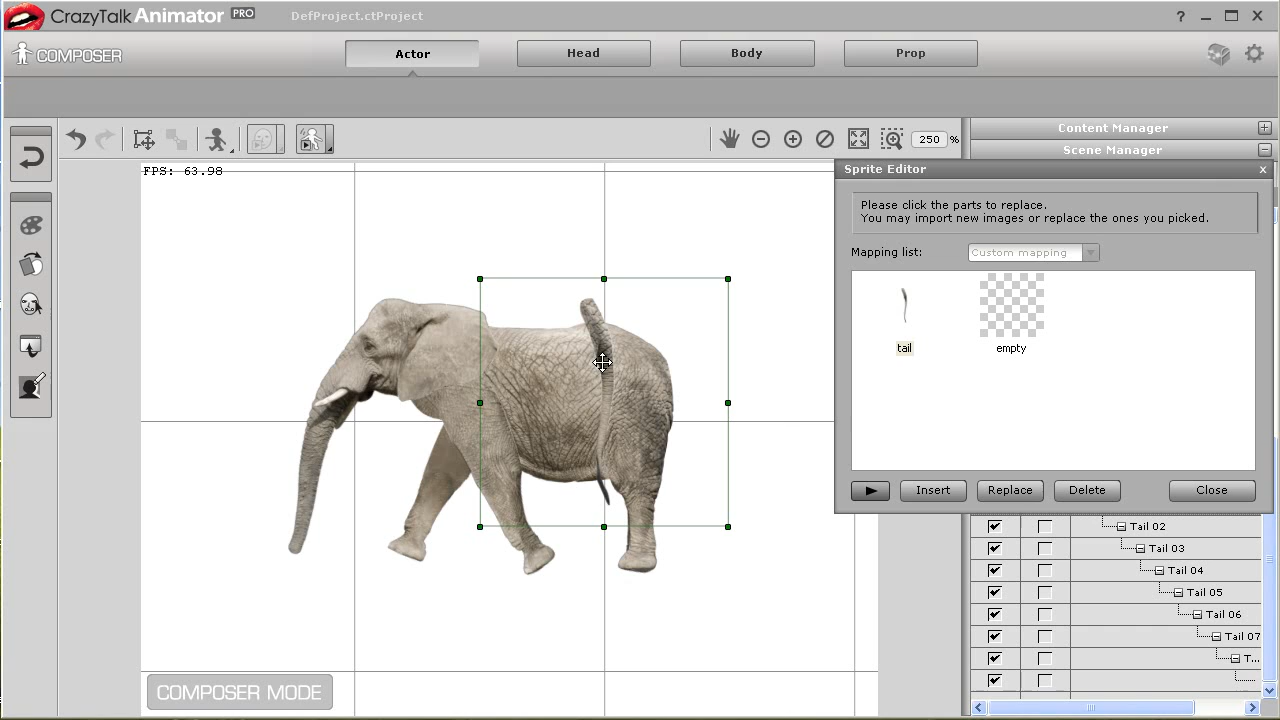 CrazyTalk Animator PRO
DefProject.ctProject
?
COMPOSER
Actor
Head
Body
Prop
250 %
Content Manager
Scene Manager
FPS: 63.98
Sprite Editor
x
Please click the parts to replace.
You may import new images or replace the ones you picked.
Mapping list:
Custom mapping
tail
empty
Insert
Replace
Delete
Close
Tail 02
Tail 03
Tail 04
Tail 05
Tail 06
Tail 07
T...
COMPOSER MODE